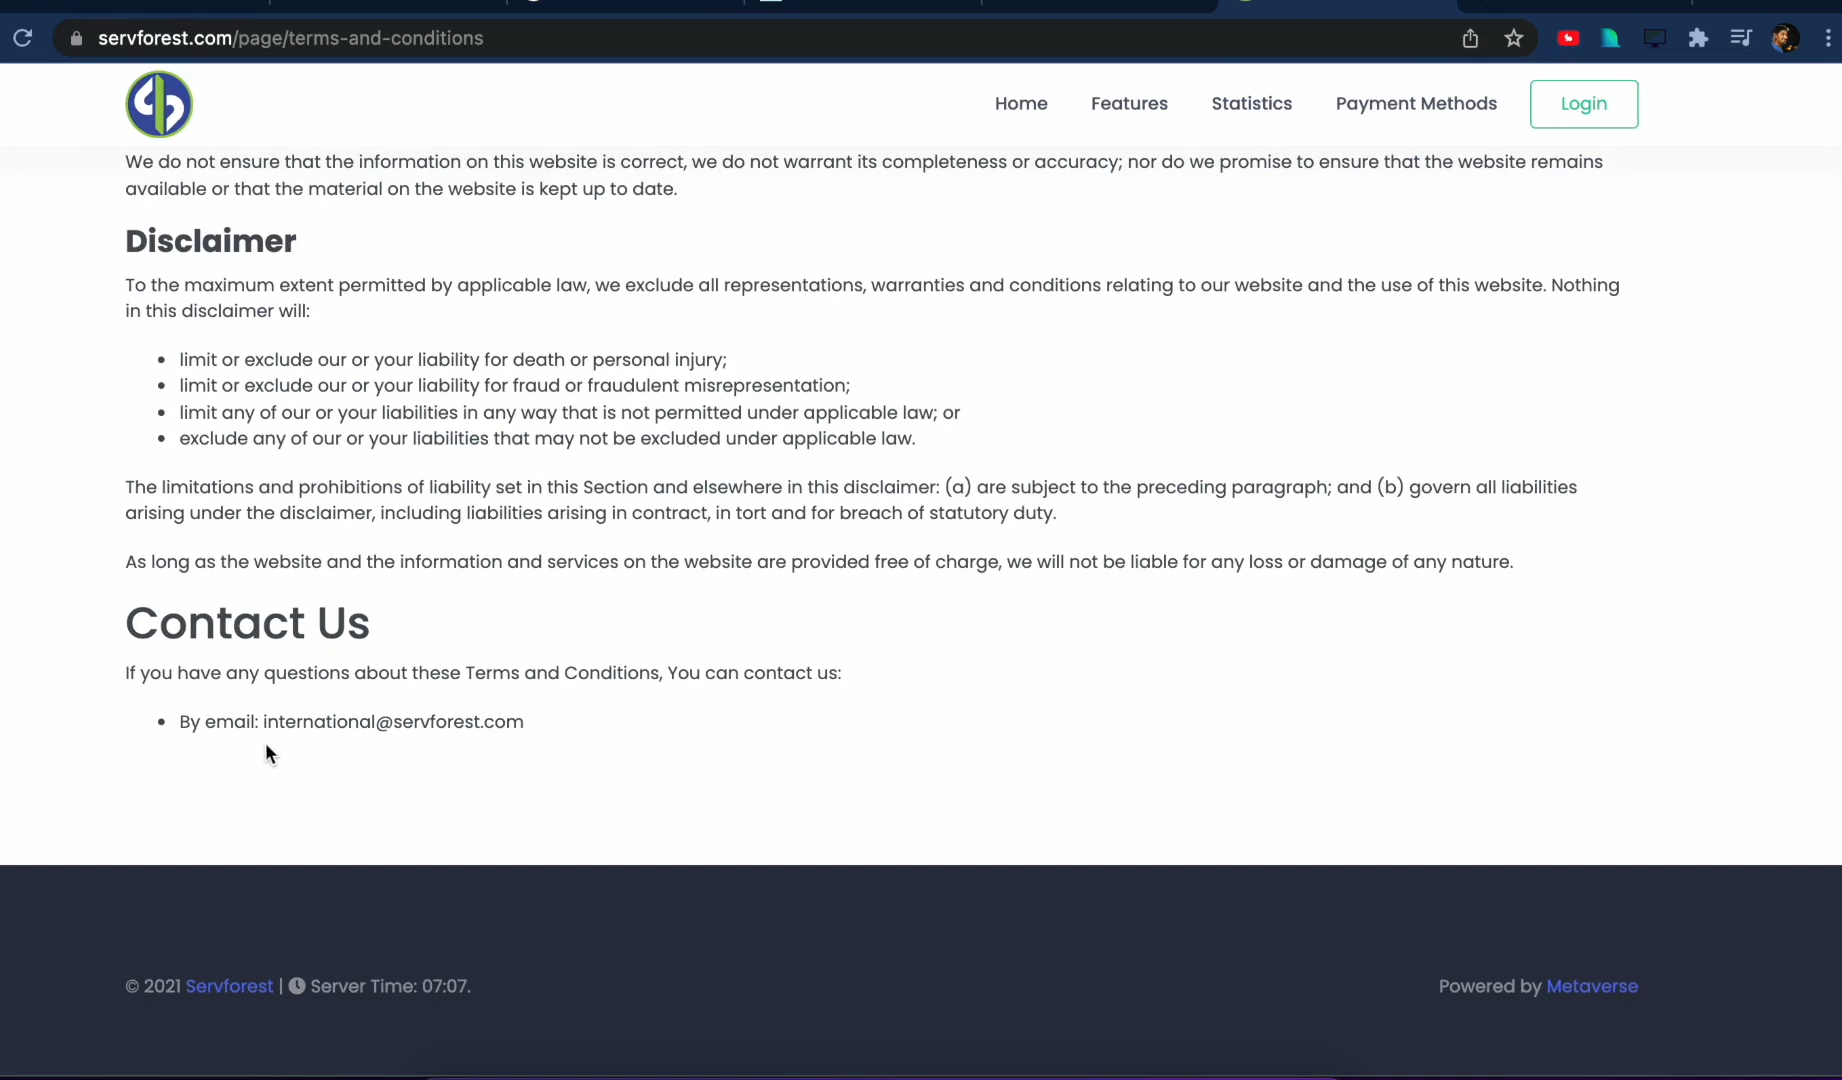 servforest.com/page/terms-and-conditions
Home Features Statistics Payment Methods Login
We do not ensure that the information on this website is correct, we do not warrant its completeness or accuracy; nor do we promise to ensure that the website remains
available or that the material on the website is kept up to date.
Disclaimer
To the maximum extent permitted by applicable law, we exclude all representations, warranties and conditions relating to our website and the use of this website. Nothing
in this disclaimer will:
• limit or exclude our or your liability for death or personal injury;
• limit or exclude our or your liability for fraud or fraudulent misrepresentation;
• limit any of our or your liabilities in any way that is not permitted under applicable law; or
• exclude any of our or your liabilities that may not be excluded under applicable law.
The limitations and prohibitions of liability set in this Section and elsewhere in this disclaimer: (a) are subject to the preceding paragraph; and (b) govern all liabilities
arising under the disclaimer, including liabilities arising in contract, in tort and for breach of statutory duty.
As long as the website and the information and services on the website are provided free of charge, we will not be liable for any loss or damage of any nature.
Contact Us
If you have any questions about these Terms and Conditions, You can contact us:
• By email: international@servforest.com
© 2021 Servforest | Server Time: 07:07.
Powered by Metaverse